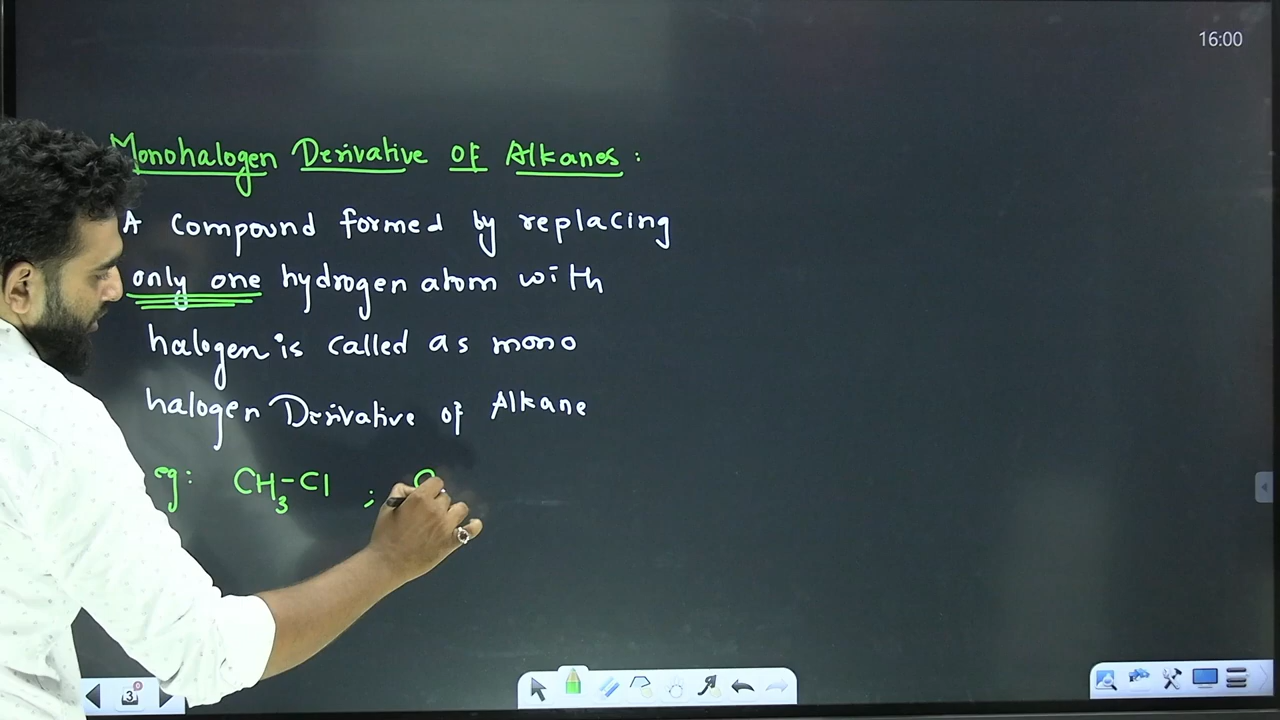 16:00
Monohalogen Derivative Of Alkanes :
A compound formed by replacing
only one hydrogen atom with
halogen is called as mono
halogen Derivative of Alkane
eg: CH₃-Cl ;
3